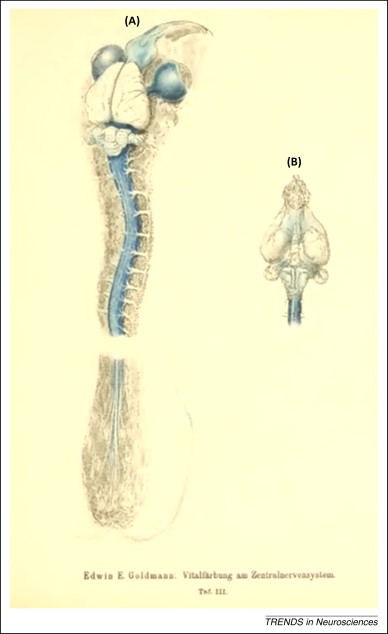 (A)
(B)
Edwin E. Goldmann: Vitalfärbung am Zentralnervensystem.
Taf. III.
TRENDS in Neurosciences